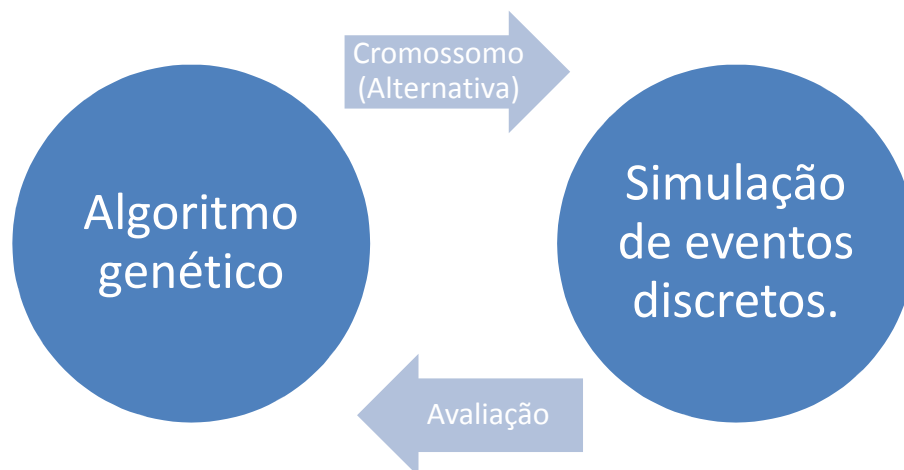 Cromossomo
(Alternativa)
Algoritmo
genético
Simulação
de eventos
discretos.
Avaliação